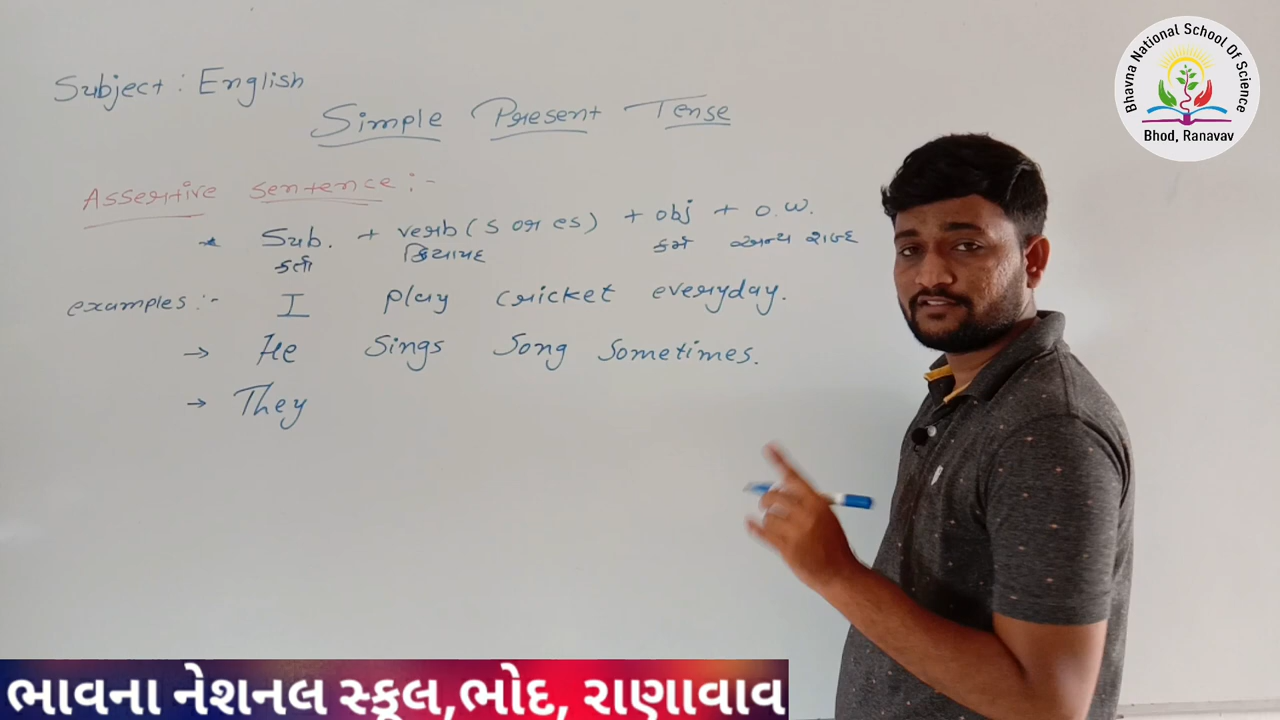 Subject : English
Simple Present Tense
Assertive sentence :-
Sub. + verb (s or es) + obj + o.w.
કર્તા ક્રિયાપદ કર્મ અન્ય શબ્દ
examples :- I play cricket everyday.
→ He sings song sometimes.
→ They
Bhavna National School Of Science
Bhod, Ranavav
ભાવના નેશનલ સ્કૂલ,ભોદ, રાણાવાવ